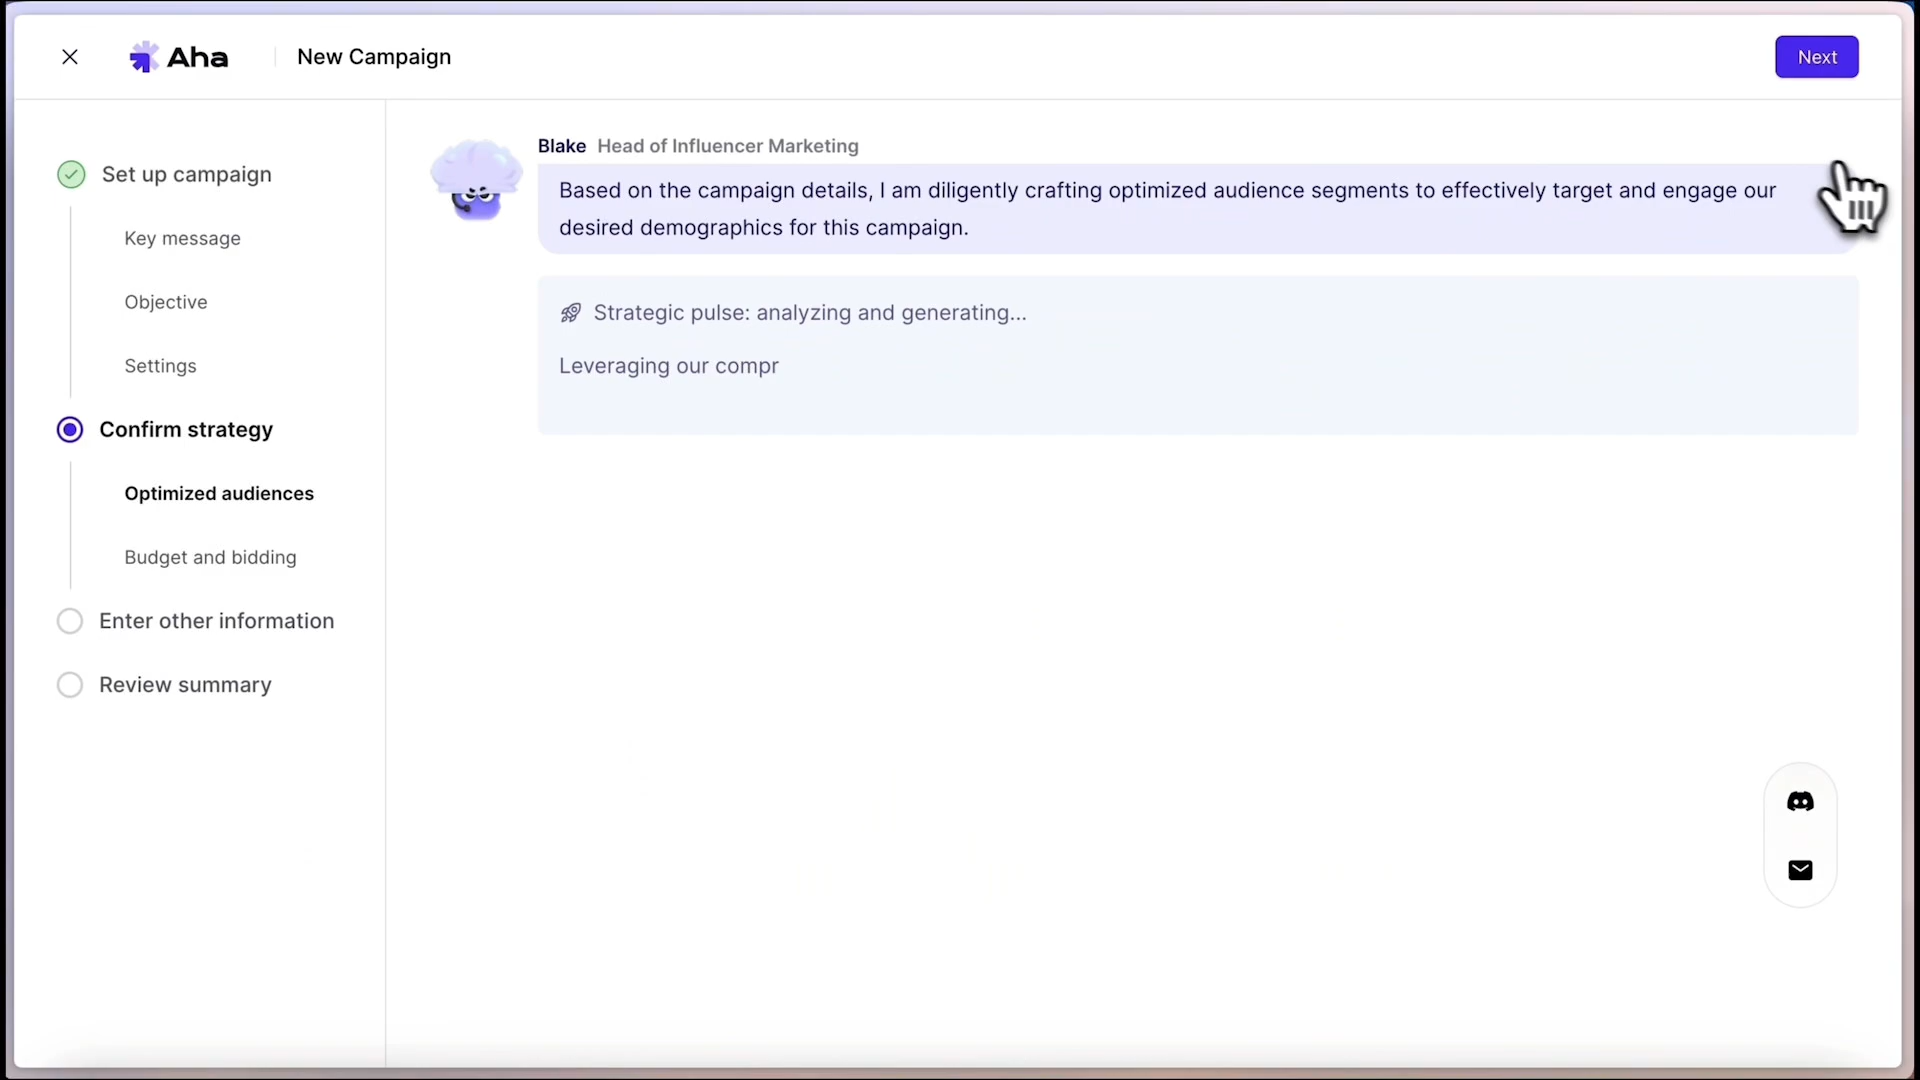 Aha
New Campaign
Next
Set up campaign
Key message
Objective
Settings
Confirm strategy
Optimized audiences
Budget and bidding
Enter other information
Review summary
Blake Head of Influencer Marketing
Based on the campaign details, I am diligently crafting optimized audience segments to effectively target and engage our
desired demographics for this campaign.
Strategic pulse: analyzing and generating...
Leveraging our compr